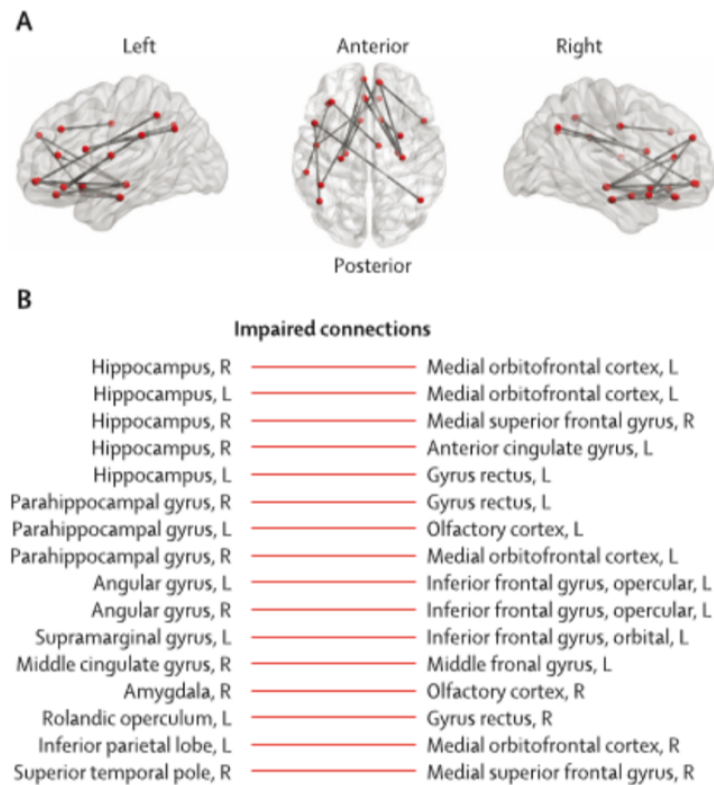 A
Left
Anterior
Right
Posterior
B
Impaired connections
Hippocampus, R Medial orbitofrontal cortex, L
Hippocampus, L Medial orbitofrontal cortex, L
Hippocampus, R Medial superior frontal gyrus, R
Hippocampus, R Anterior cingulate gyrus, L
Hippocampus, L Gyrus rectus, L
Parahippocampal gyrus, R Gyrus rectus, L
Parahippocampal gyrus, L Olfactory cortex, L
Parahippocampal gyrus, R Medial orbitofrontal cortex, L
Angular gyrus, L Inferior frontal gyrus, opercular, L
Angular gyrus, R Inferior frontal gyrus, opercular, L
Supramarginal gyrus, L Inferior frontal gyrus, orbital, L
Middle cingulate gyrus, R Middle fronal gyrus, L
Amygdala, R Olfactory cortex, R
Rolandic operculum, L Gyrus rectus, R
Inferior parietal lobe, L Medial orbitofrontal cortex, R
Superior temporal pole, R Medial superior frontal gyrus, R